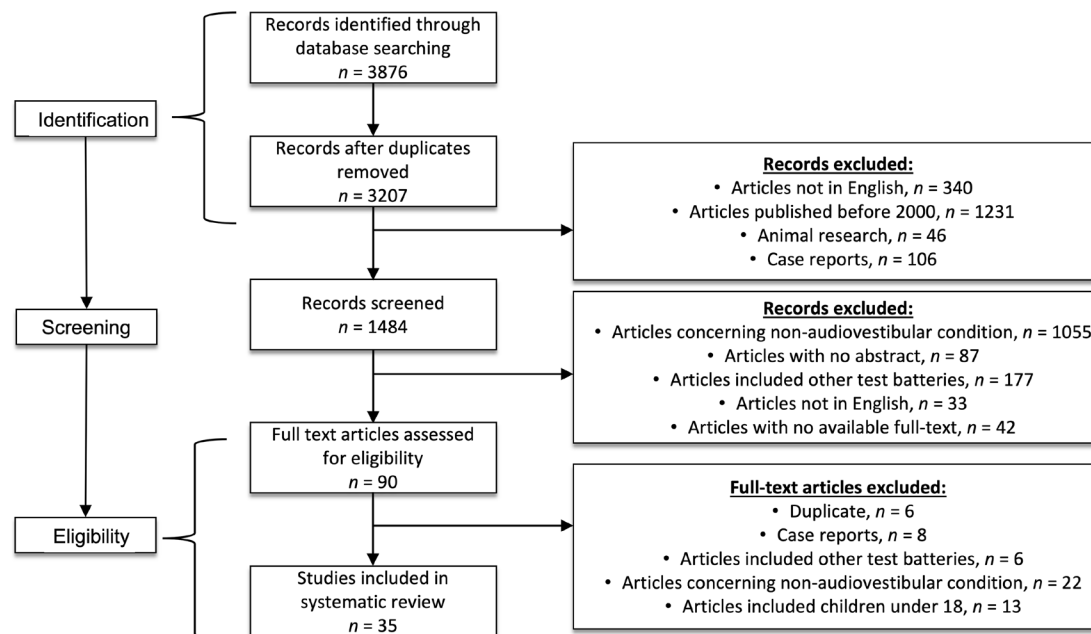 Records identified through
database searching
n = 3876
Identification
Records after duplicates
removed
n = 3207
Records excluded:
• Articles not in English, n = 340
• Articles published before 2000, n = 1231
• Animal research, n = 46
• Case reports, n = 106
Records screened
n = 1484
Screening
Records excluded:
• Articles concerning non-audiovestibular condition, n = 1055
• Articles with no abstract, n = 87
• Articles included other test batteries, n = 177
• Articles not in English, n = 33
• Articles with no available full-text, n = 42
Full text articles assessed
for eligibility
n = 90
Eligibility
Full-text articles excluded:
• Duplicate, n = 6
• Case reports, n = 8
• Articles included other test batteries, n = 6
• Articles concerning non-audiovestibular condition, n = 22
• Articles included children under 18, n = 13
Studies included in
systematic review
n = 35